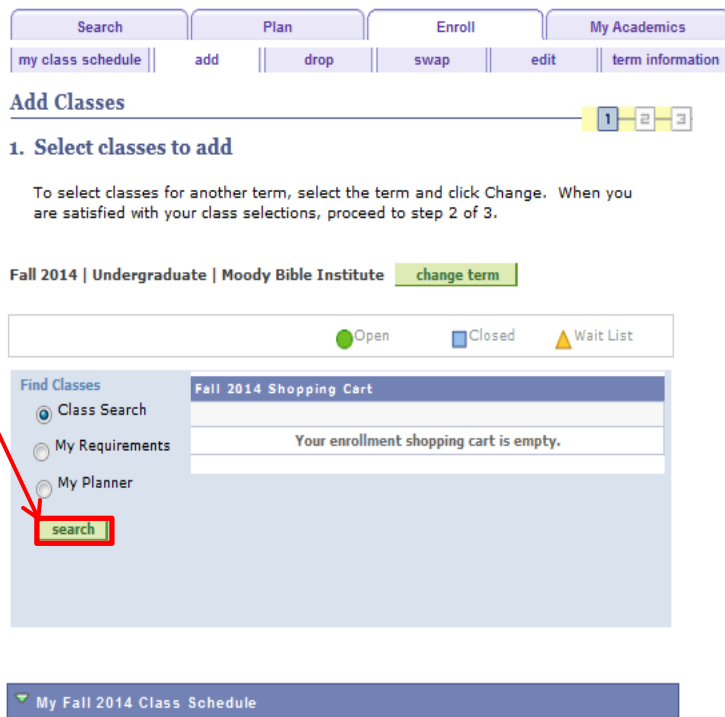 Search Plan Enroll My Academics
my class schedule add drop swap edit term information
Add Classes
1 2 3
1. Select classes to add
To select classes for another term, select the term and click Change. When you
are satisfied with your class selections, proceed to step 2 of 3.
Fall 2014 | Undergraduate | Moody Bible Institute change term
Open Closed Wait List
Find Classes
Class Search
My Requirements
My Planner
search
Fall 2014 Shopping Cart
Your enrollment shopping cart is empty.
My Fall 2014 Class Schedule